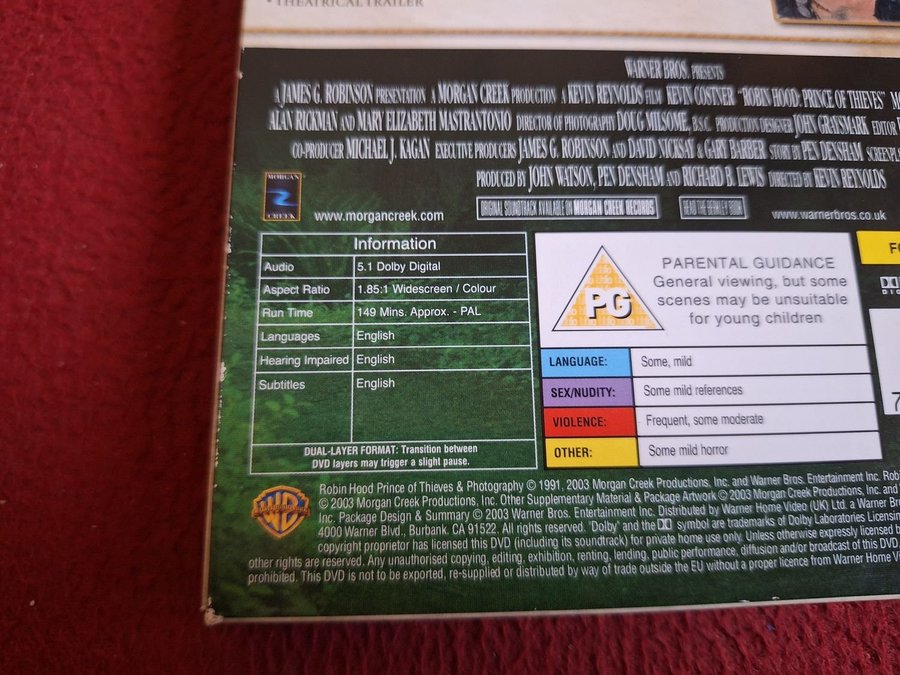 • THEATRICAL TRAILER
WARNER BROS. PRESENTS
A JAMES G. ROBINSON PRESENTATION A MORGAN CREEK PRODUCTION A KEVIN REYNOLDS FILM KEVIN COSTNER "ROBIN HOOD: PRINCE OF THIEVES" M
ALAN RICKMAN AND MARY ELIZABETH MASTRANTONIO DIRECTOR OF PHOTOGRAPHY DOUG MILSOME, B.S.C. PRODUCTION DESIGNER JOHN GRAYSMARK EDITOR
CO-PRODUCER MICHAEL J. KAGAN EXECUTIVE PRODUCERS JAMES G. ROBINSON AND DAVID NICKSAY & GARY BARBER STORY BY PEN DENSHAM SCREENPLA
PRODUCED BY JOHN WATSON, PEN DENSHAM AND RICHARD B. LEWIS DIRECTED BY KEVIN REYNOLDS
MORGAN CREEK
www.morgancreek.com
ORIGINAL SOUNDTRACK AVAILABLE ON MORGAN CREEK RECORDS
READ THE BERKLEY BOOK
www.warnerbros.co.uk
Information
Audio 5.1 Dolby Digital
Aspect Ratio 1.85:1 Widescreen / Colour
Run Time 149 Mins. Approx. - PAL
Languages English
Hearing Impaired English
Subtitles English
DUAL-LAYER FORMAT: Transition between
DVD layers may trigger a slight pause.
PG
PARENTAL GUIDANCE
General viewing, but some
scenes may be unsuitable
for young children
LANGUAGE: Some, mild
SEX/NUDITY: Some mild references
VIOLENCE: Frequent, some moderate
OTHER: Some mild horror
FO
DIG
7
WB
Robin Hood Prince of Thieves & Photography © 1991, 2003 Morgan Creek Productions, Inc. and Warner Bros. Entertainment Inc. Rob
© 2003 Morgan Creek Productions, Inc. Other Supplementary Material & Package Artwork © 2003 Morgan Creek Productions, Inc. and
Inc. Package Design & Summary © 2003 Warner Bros. Entertainment Inc. Distributed by Warner Home Video (UK) Ltd. a Warner Br
4000 Warner Blvd., Burbank. CA 91522. All rights reserved. "Dolby" and the symbol are trademarks of Dolby Laboratories Licensin
copyright proprietor has licensed this DVD (including its soundtrack) for private home use only. Unless otherwise expressly licensed b
other rights are reserved. Any unauthorised copying, editing, exhibition, renting, lending, public performance, diffusion and/or broadcast of this DVD,
prohibited. This DVD is not to be exported, re-supplied or distributed by way of trade outside the EU without a proper licence from Warner Home Vi